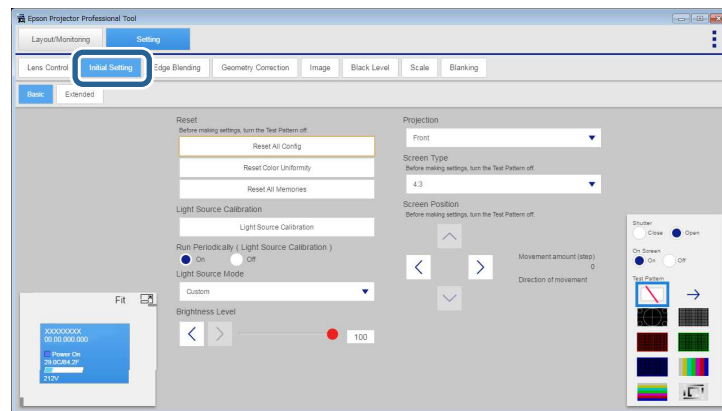 Epson Projector Professional Tool
Layout/Monitoring
Setting
Lens Control
Initial Setting
Edge Blending
Geometry Correction
Image
Black Level
Scale
Blanking
Basic
Extended
Reset
Before making settings, turn the Test Pattern off.
Reset All Config
Reset Color Uniformity
Reset All Memories
Light Source Calibration
Light Source Calibration
Run Periodically ( Light Source Calibration )
On
Off
Light Source Mode
Custom
Brightness Level
100
Projection
Front
Screen Type
Before making settings, turn the Test Pattern off.
4:3
Screen Position
Before making settings, turn the Test Pattern off.
Movement amount (step)
0
Direction of movement
Fit
XXXXXXXX
00.00.000.000
Power On
29.0C/84.2F
212V
Shutter
Close
Open
On Screen
On
Off
Test Pattern